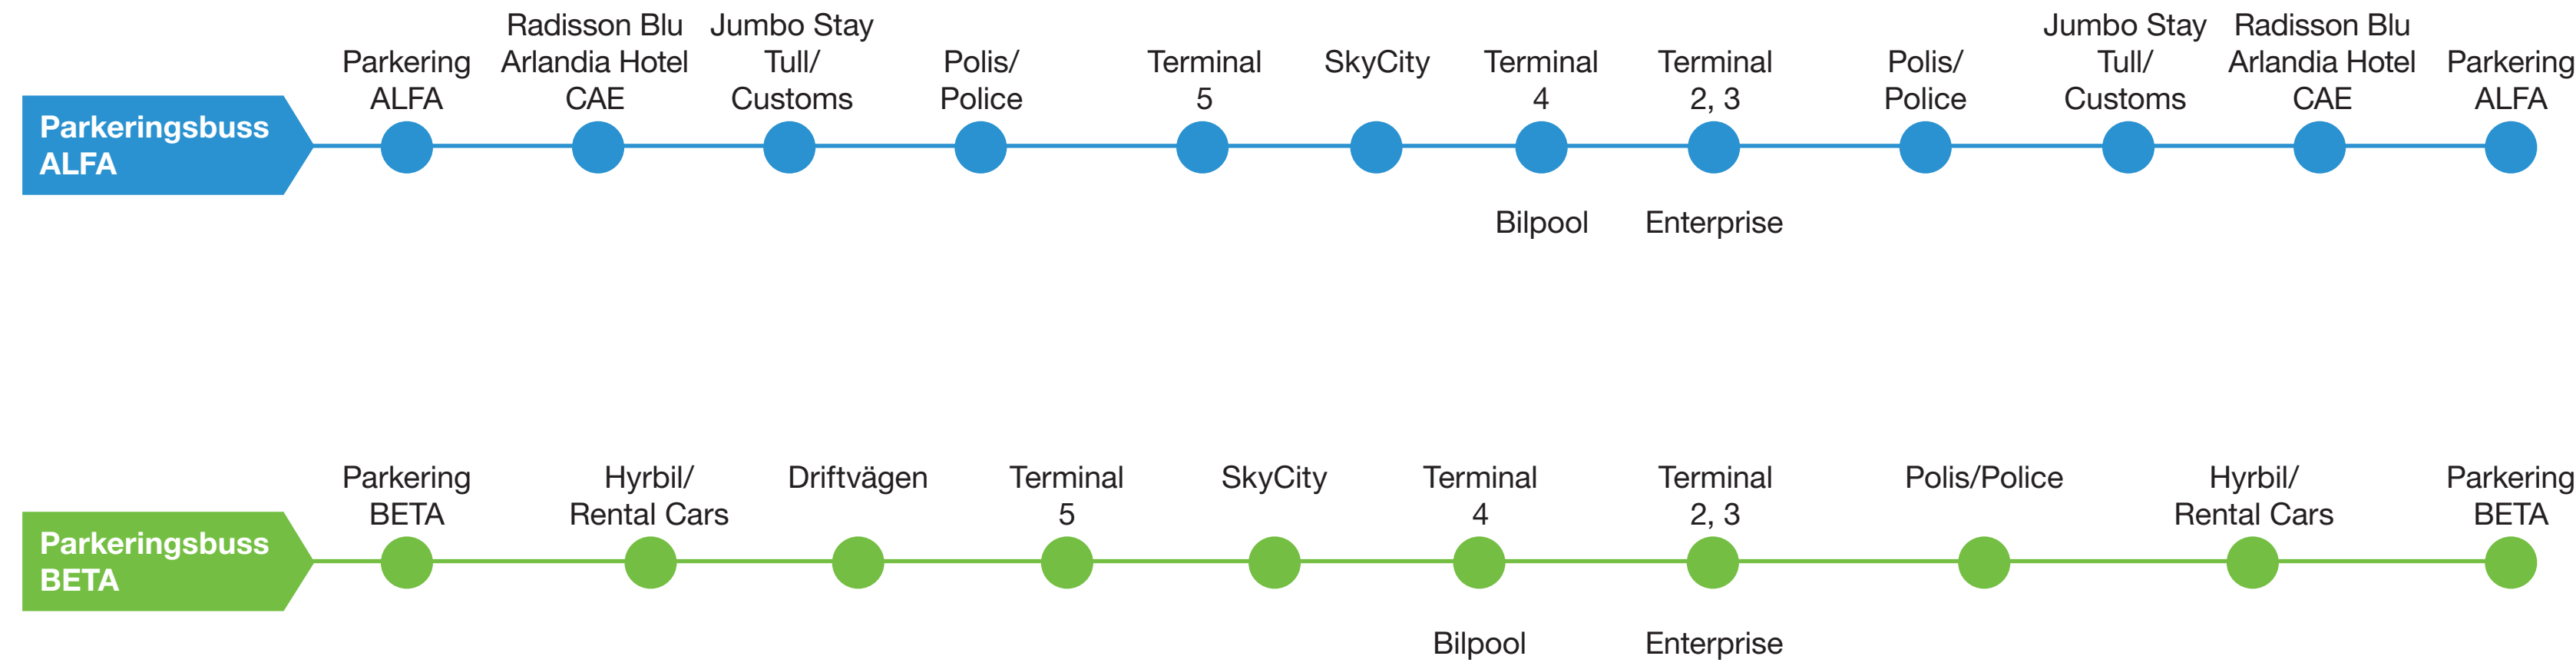 Parkeringsbuss
ALFA
Parkering
ALFA
Radisson Blu
Arlandia Hotel
CAE
Jumbo Stay
Tull/
Customs
Polis/
Police
Terminal
5
SkyCity
Terminal
4
Bilpool
Terminal
2, 3
Enterprise
Polis/
Police
Jumbo Stay
Tull/
Customs
Radisson Blu
Arlandia Hotel
CAE
Parkering
ALFA
Parkeringsbuss
BETA
Parkering
BETA
Hyrbil/
Rental Cars
Driftvägen
Terminal
5
SkyCity
Terminal
4
Bilpool
Terminal
2, 3
Enterprise
Polis/Police
Hyrbil/
Rental Cars
Parkering
BETA